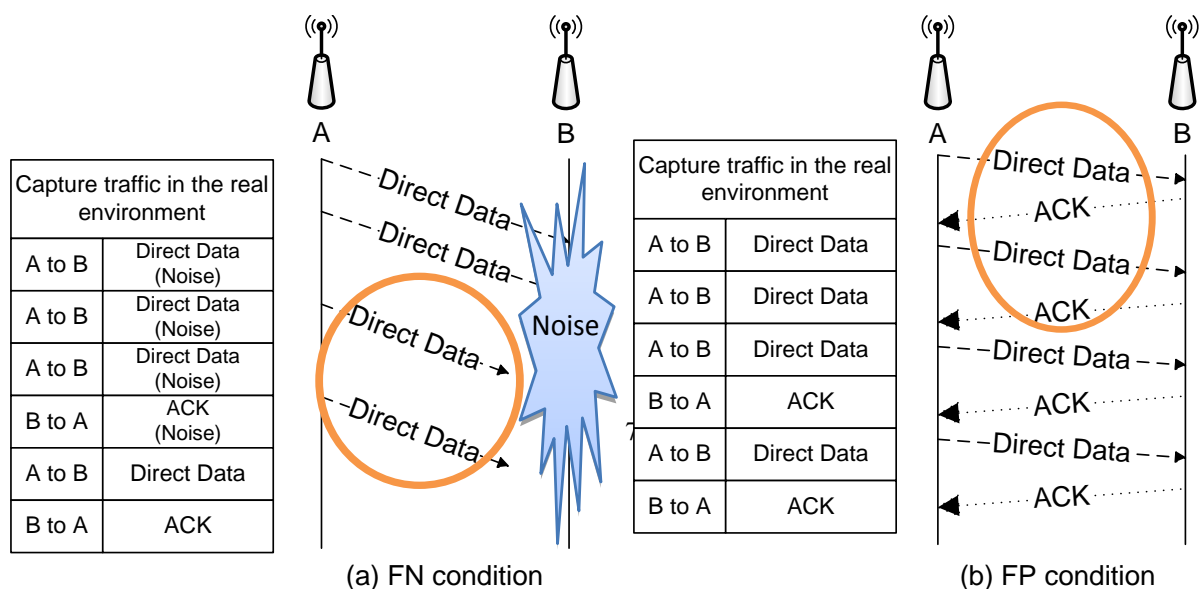 A
B
Capture traffic in the real
environment
A to B
Direct Data
(Noise)
A to B
Direct Data
(Noise)
A to B
Direct Data
(Noise)
B to A
ACK
(Noise)
A to B
Direct Data
B to A
ACK
Direct Data
Direct Data
Direct Data
Direct Data
Noise
(a) FN condition
Capture traffic in the real
environment
A to B
Direct Data
A to B
Direct Data
A to B
Direct Data
B to A
ACK
A to B
Direct Data
B to A
ACK
A
B
Direct Data
ACK
Direct Data
ACK
Direct Data
ACK
Direct Data
ACK
(b) FP condition